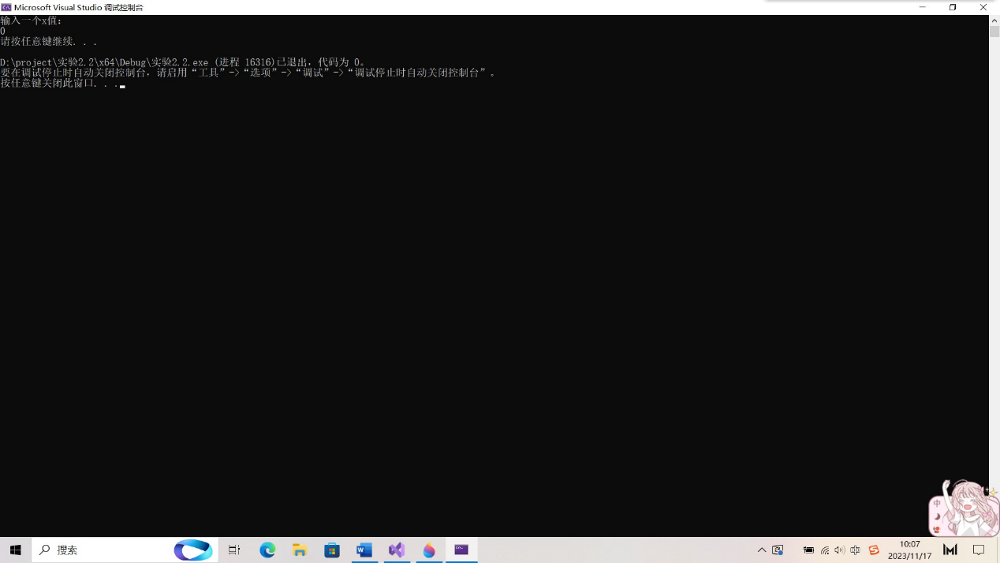 Microsoft Visual Studio 调试控制台
输入一个x值:
0
请按任意键继续. . .
D:\project\实验2.2\x64\Debug\实验2.2.exe (进程 16316)已退出，代码为 0。
要在调试停止时自动关闭控制台，请启用“工具”->“选项”->“调试”->“调试停止时自动关闭控制台”。
按任意键关闭此窗口. . .
中
搜索
中
10:07
2023/11/17